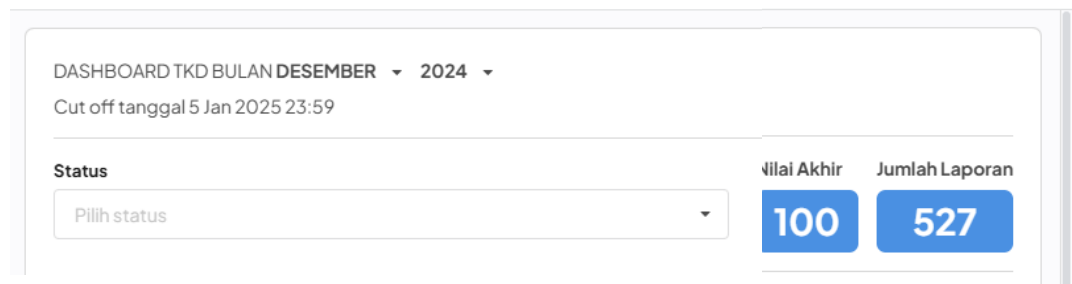 DASHBOARD TKD BULAN DESEMBER 2024
Cut off tanggal 5 Jan 2025 23:59
Status
Pilih status
Nilai Akhir
100
Jumlah Laporan
527